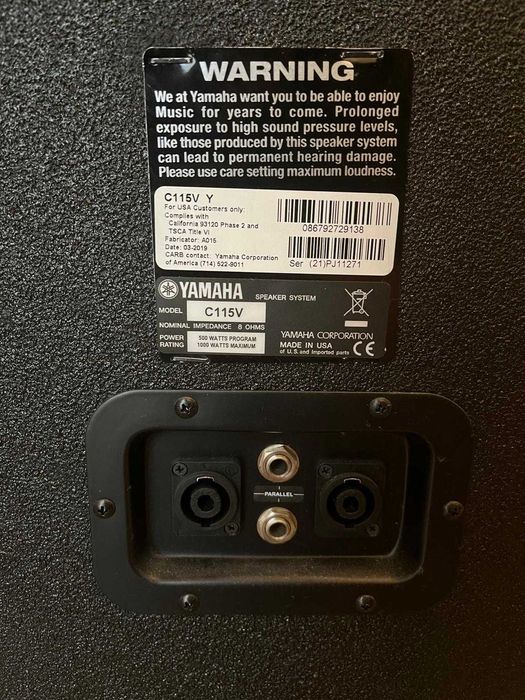 WARNING
We at Yamaha want you to be able to enjoy
Music for years to come. Prolonged
exposure to high sound pressure levels,
like those produced by this speaker system
can lead to permanent hearing damage.
Please use care setting maximum loudness.
C115V Y
For USA Customers only:
Complies with
California 93120 Phase 2 and
TSCA Title VI
Fabricator: A015
Date: 03-2019
CARB contact: Yamaha Corporation
of America (714) 522-9011
086792729138
Ser (21)PJ11271
YAMAHA SPEAKER SYSTEM
MODEL C115V
NOMINAL IMPEDANCE 8 OHMS
POWER RATING 500 WATTS PROGRAM
1000 WATTS MAXIMUM
YAMAHA CORPORATION
MADE IN USA
of U.S. and Imported parts CE
PARALLEL